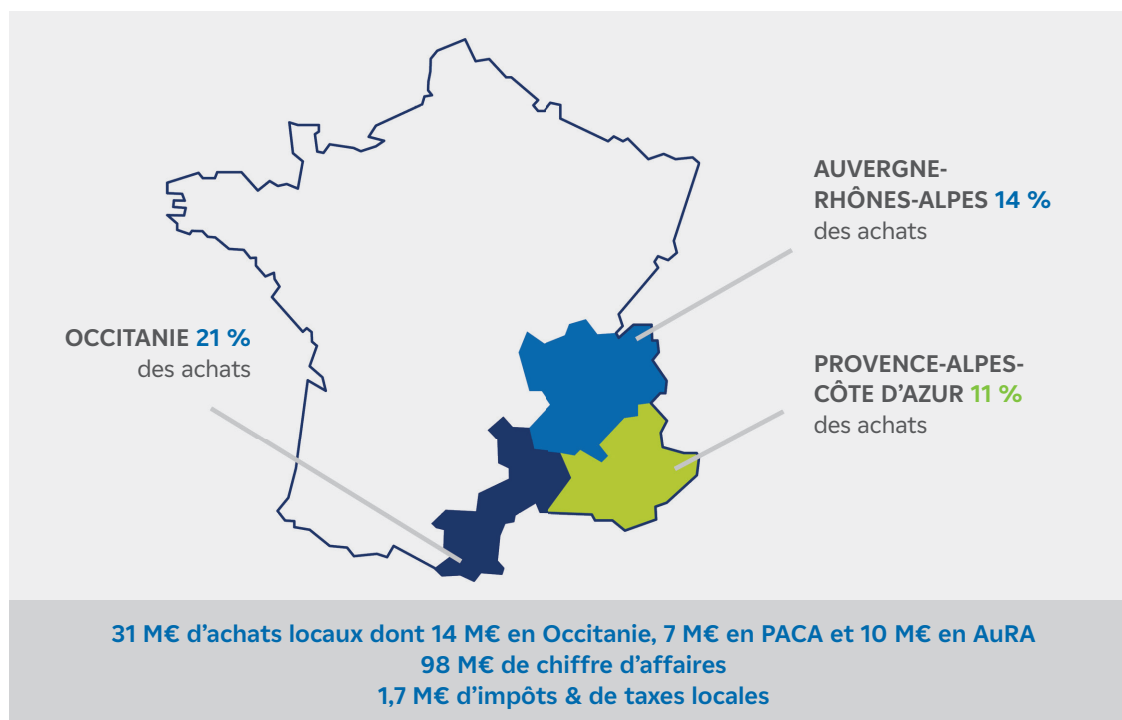 AUVERGNE-
RHÔNES-ALPES 14 %
des achats
OCCITANIE 21 %
des achats
PROVENCE-ALPES-
CÔTE D'AZUR 11 %
des achats
31 M€ d'achats locaux dont 14 M€ en Occitanie, 7 M€ en PACA et 10 M€ en AuRA
98 M€ de chiffre d'affaires
1,7 M€ d'impôts & de taxes locales